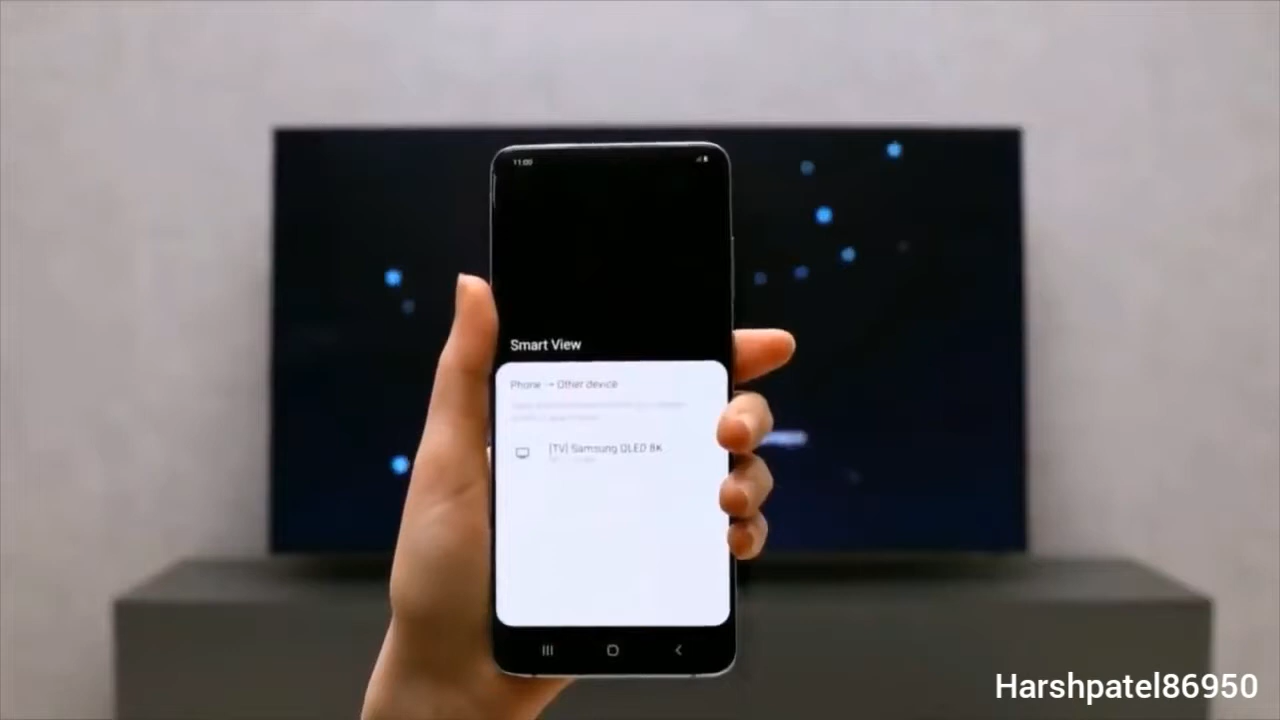 11:00
Smart View
Phone → Other device
[TV] Samsung QLED 8K
Harshpatel86950